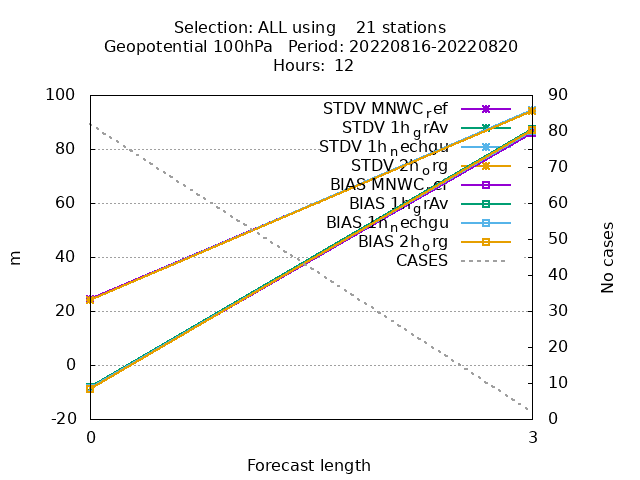 Selection: ALL using    21 stations
Geopotential 100hPa   Period: 20220816-20220820
Hours:  12
100
80
60
40
20
0
-20
m
90
80
70
60
50
40
30
20
10
0
No cases
STDV MNWC_ref
STDV 1h_grAv
STDV 1h_nechgu
STDV 2h_org
BIAS MNWC_ref
BIAS 1h_grAv
BIAS 1h_nechgu
BIAS 2h_org
CASES
0
3
Forecast length